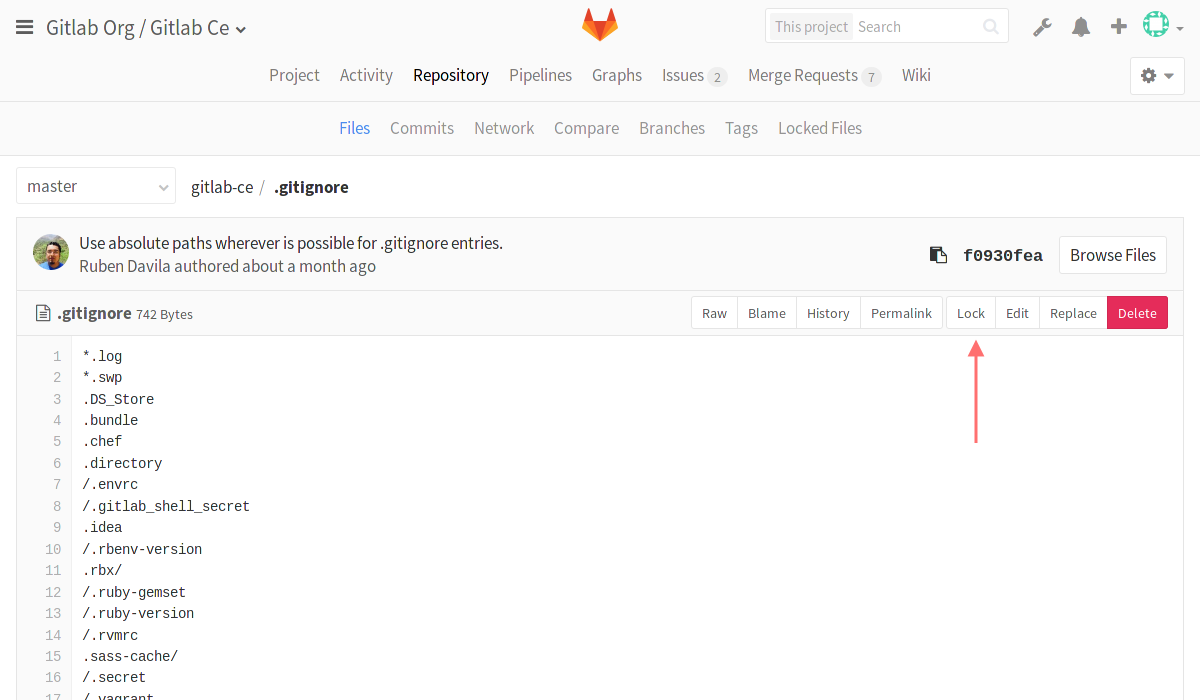 Gitlab Org / Gitlab Ce
This project Search
Project Activity Repository Pipelines Graphs Issues 2 Merge Requests 7 Wiki
Files Commits Network Compare Branches Tags Locked Files
master gitlab-ce / .gitignore
Use absolute paths wherever is possible for .gitignore entries.
Ruben Davila authored about a month ago
f0930fea Browse Files
.gitignore 742 Bytes Raw Blame History Permalink Lock Edit Replace Delete
1 *.log
2 *.swp
3 .DS_Store
4 .bundle
5 .chef
6 .directory
7 /.envrc
8 /.gitlab_shell_secret
9 .idea
10 /.rbenv-version
11 .rbx/
12 /.ruby-gemset
13 /.ruby-version
14 /.rvmrc
15 .sass-cache/
16 /.secret
17 /.vagrant